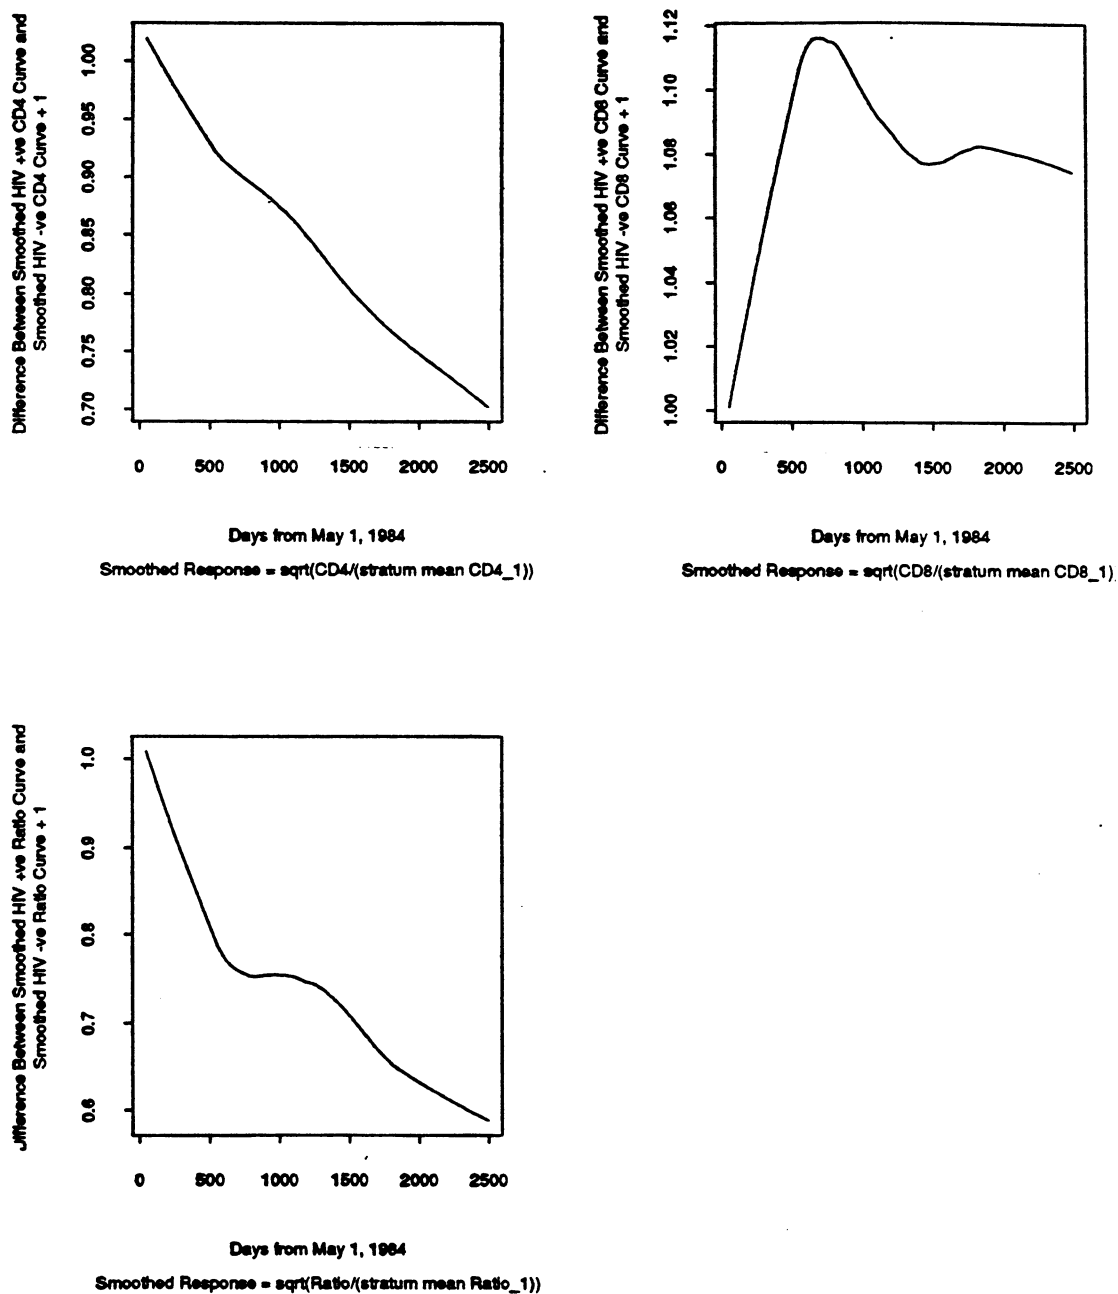 Difference Between Smoothed HIV +ve CD4 Curve and
Smoothed HIV -ve CD4 Curve + 1
1.00
0.95
0.90
0.85
0.80
0.75
0.70
0 500 1000 1500 2000 2500
Days from May 1, 1984
Smoothed Response = sqrt(CD4/(stratum mean CD4_1))
Difference Between Smoothed HIV +ve CD8 Curve and
Smoothed HIV -ve CD8 Curve + 1
1.12
1.10
1.08
1.06
1.04
1.02
1.00
0 500 1000 1500 2000 2500
Days from May 1, 1984
Smoothed Response = sqrt(CD8/(stratum mean CD8_1)
Difference Between Smoothed HIV +ve Ratio Curve and
Smoothed HIV -ve Ratio Curve + 1
1.0
0.9
0.8
0.7
0.6
0 500 1000 1500 2000 2500
Days from May 1, 1984
Smoothed Response = sqrt(Ratio/(stratum mean Ratio_1))